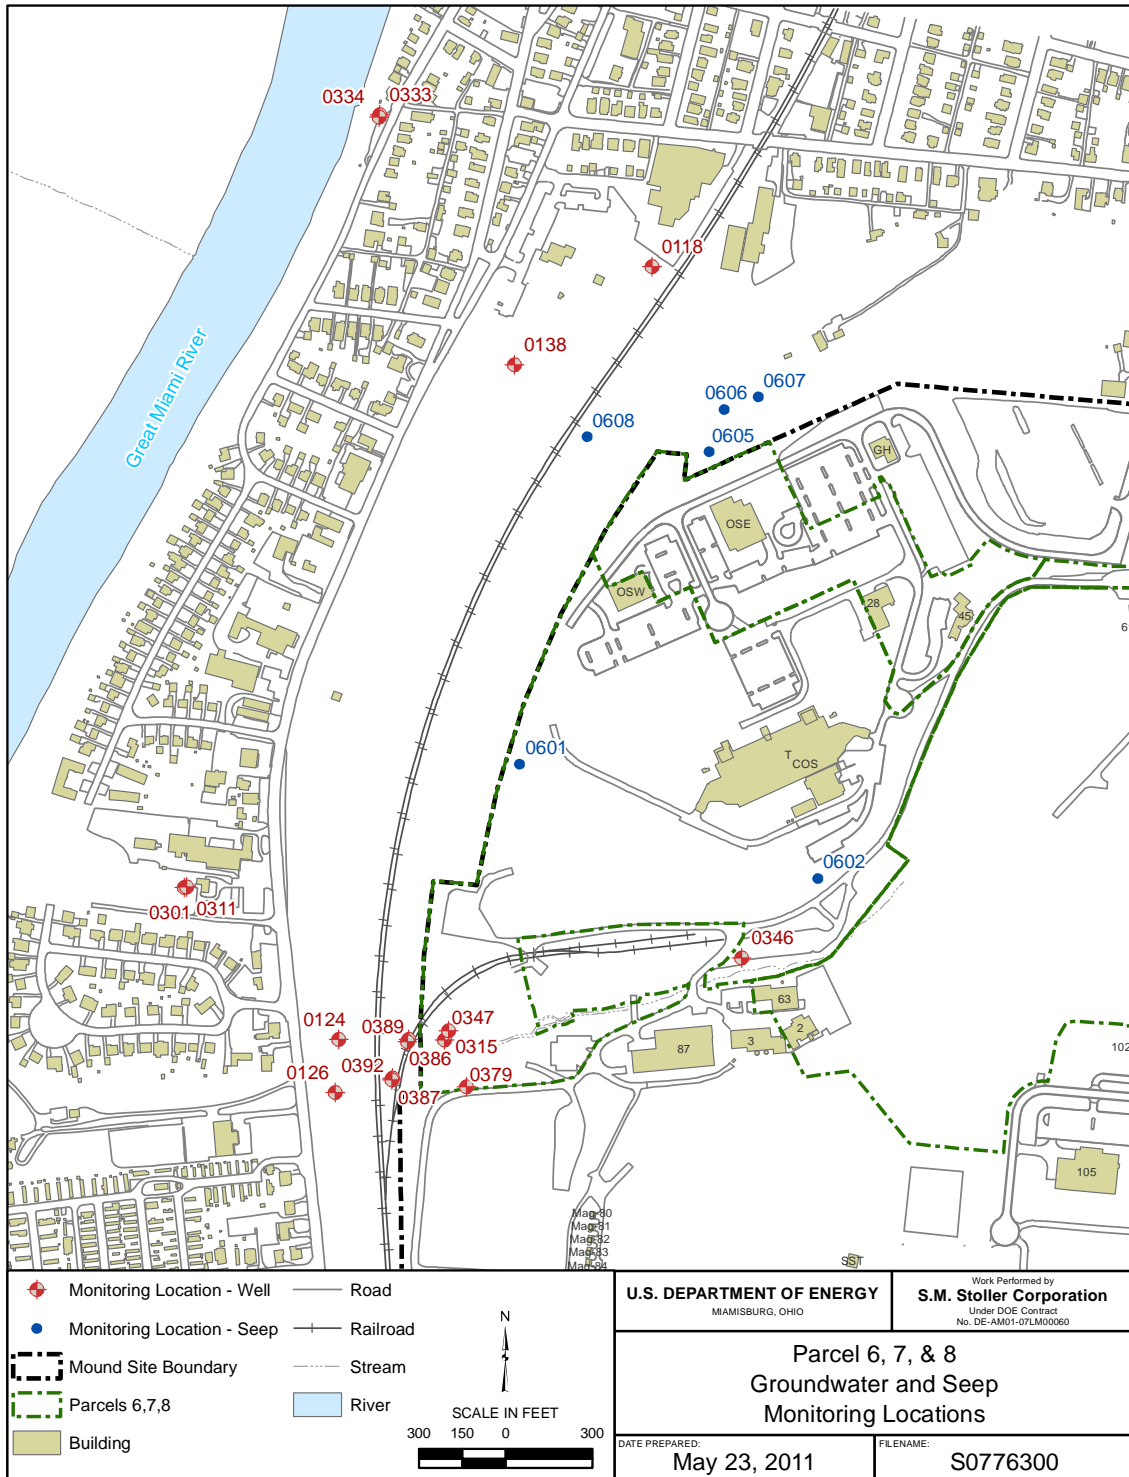 0334
0333
0118
0138
Great Miami River
0607
0606
0608
0605
GH
OSE
OSW
28
45
0601
T
COS
0602
0301
0311
0346
63
2
3
87
0124
0389
0347
0315
0386
0392
0126
0379
0387
102
105
Mag-80
Mag-81
Mag-82
Mag-83
Mag-84
SST
Monitoring Location - Well
Road
Monitoring Location - Seep
Railroad
Mound Site Boundary
Stream
Parcels 6,7,8
River
Building
N
SCALE IN FEET
300 150 0 300
U.S. DEPARTMENT OF ENERGY
MIAMISBURG, OHIO
Work Performed by
S.M. Stoller Corporation
Under DOE Contract
No. DE-AM01-07LM00060
Parcel 6, 7, & 8
Groundwater and Seep
Monitoring Locations
DATE PREPARED:
May 23, 2011
FILENAME:
S0776300